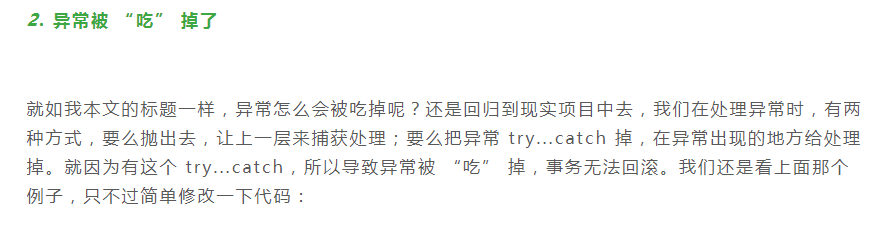 2. 异常被 “吃” 掉了
就如我本文的标题一样，异常怎么会被吃掉呢？还是回归到现实项目中去，我们在处理异常时，有两
种方式，要么抛出去，让上一层来捕获处理；要么把异常 try…catch 掉，在异常出现的地方给处理
掉。就因为有这个 try…catch，所以导致异常被 “吃” 掉，事务无法回滚。我们还是看上面那个
例子，只不过简单修改一下代码：